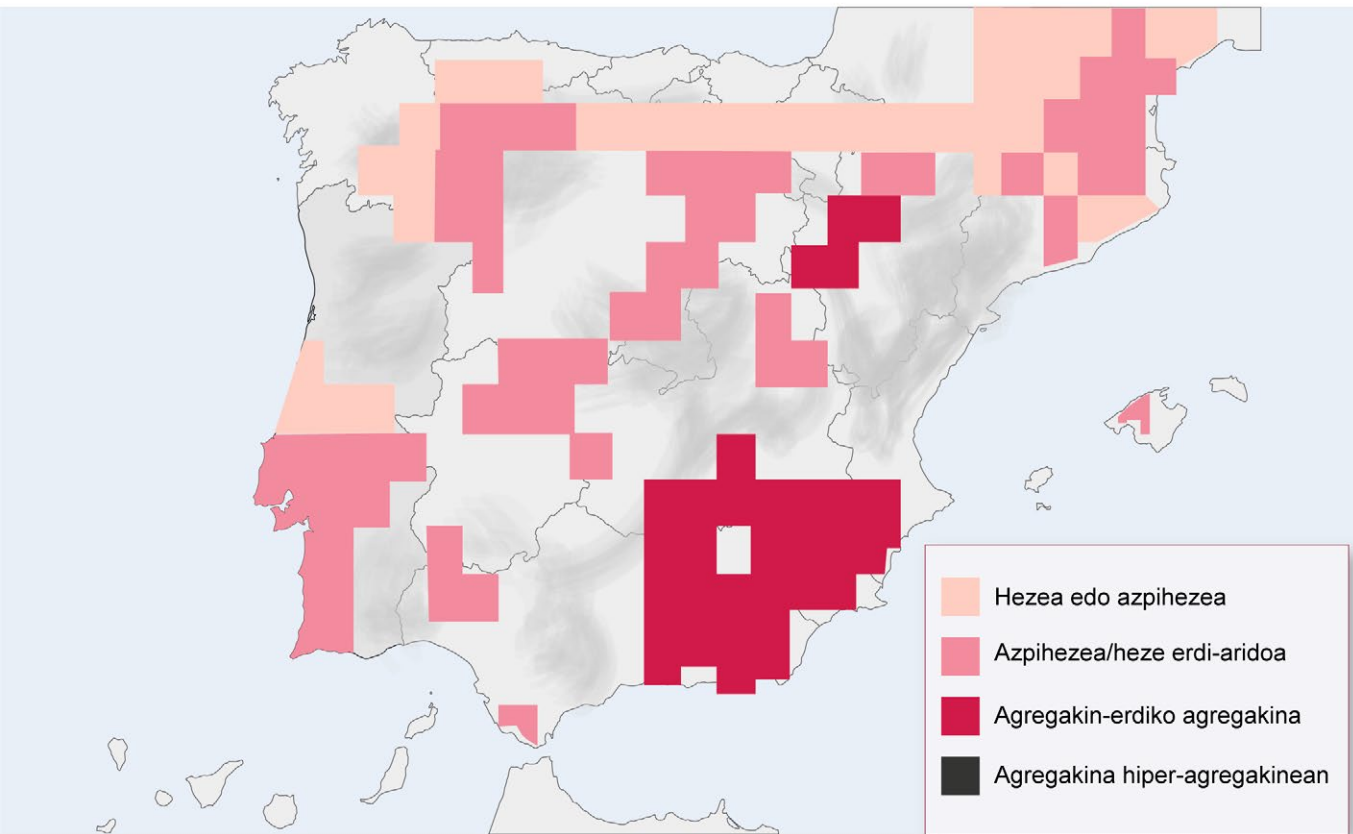 Hezea edo azpihezea
Azpihezea/heze erdi-aridoa
Agregakin-erdiko agregakina
Agregakina hiper-agregakinean